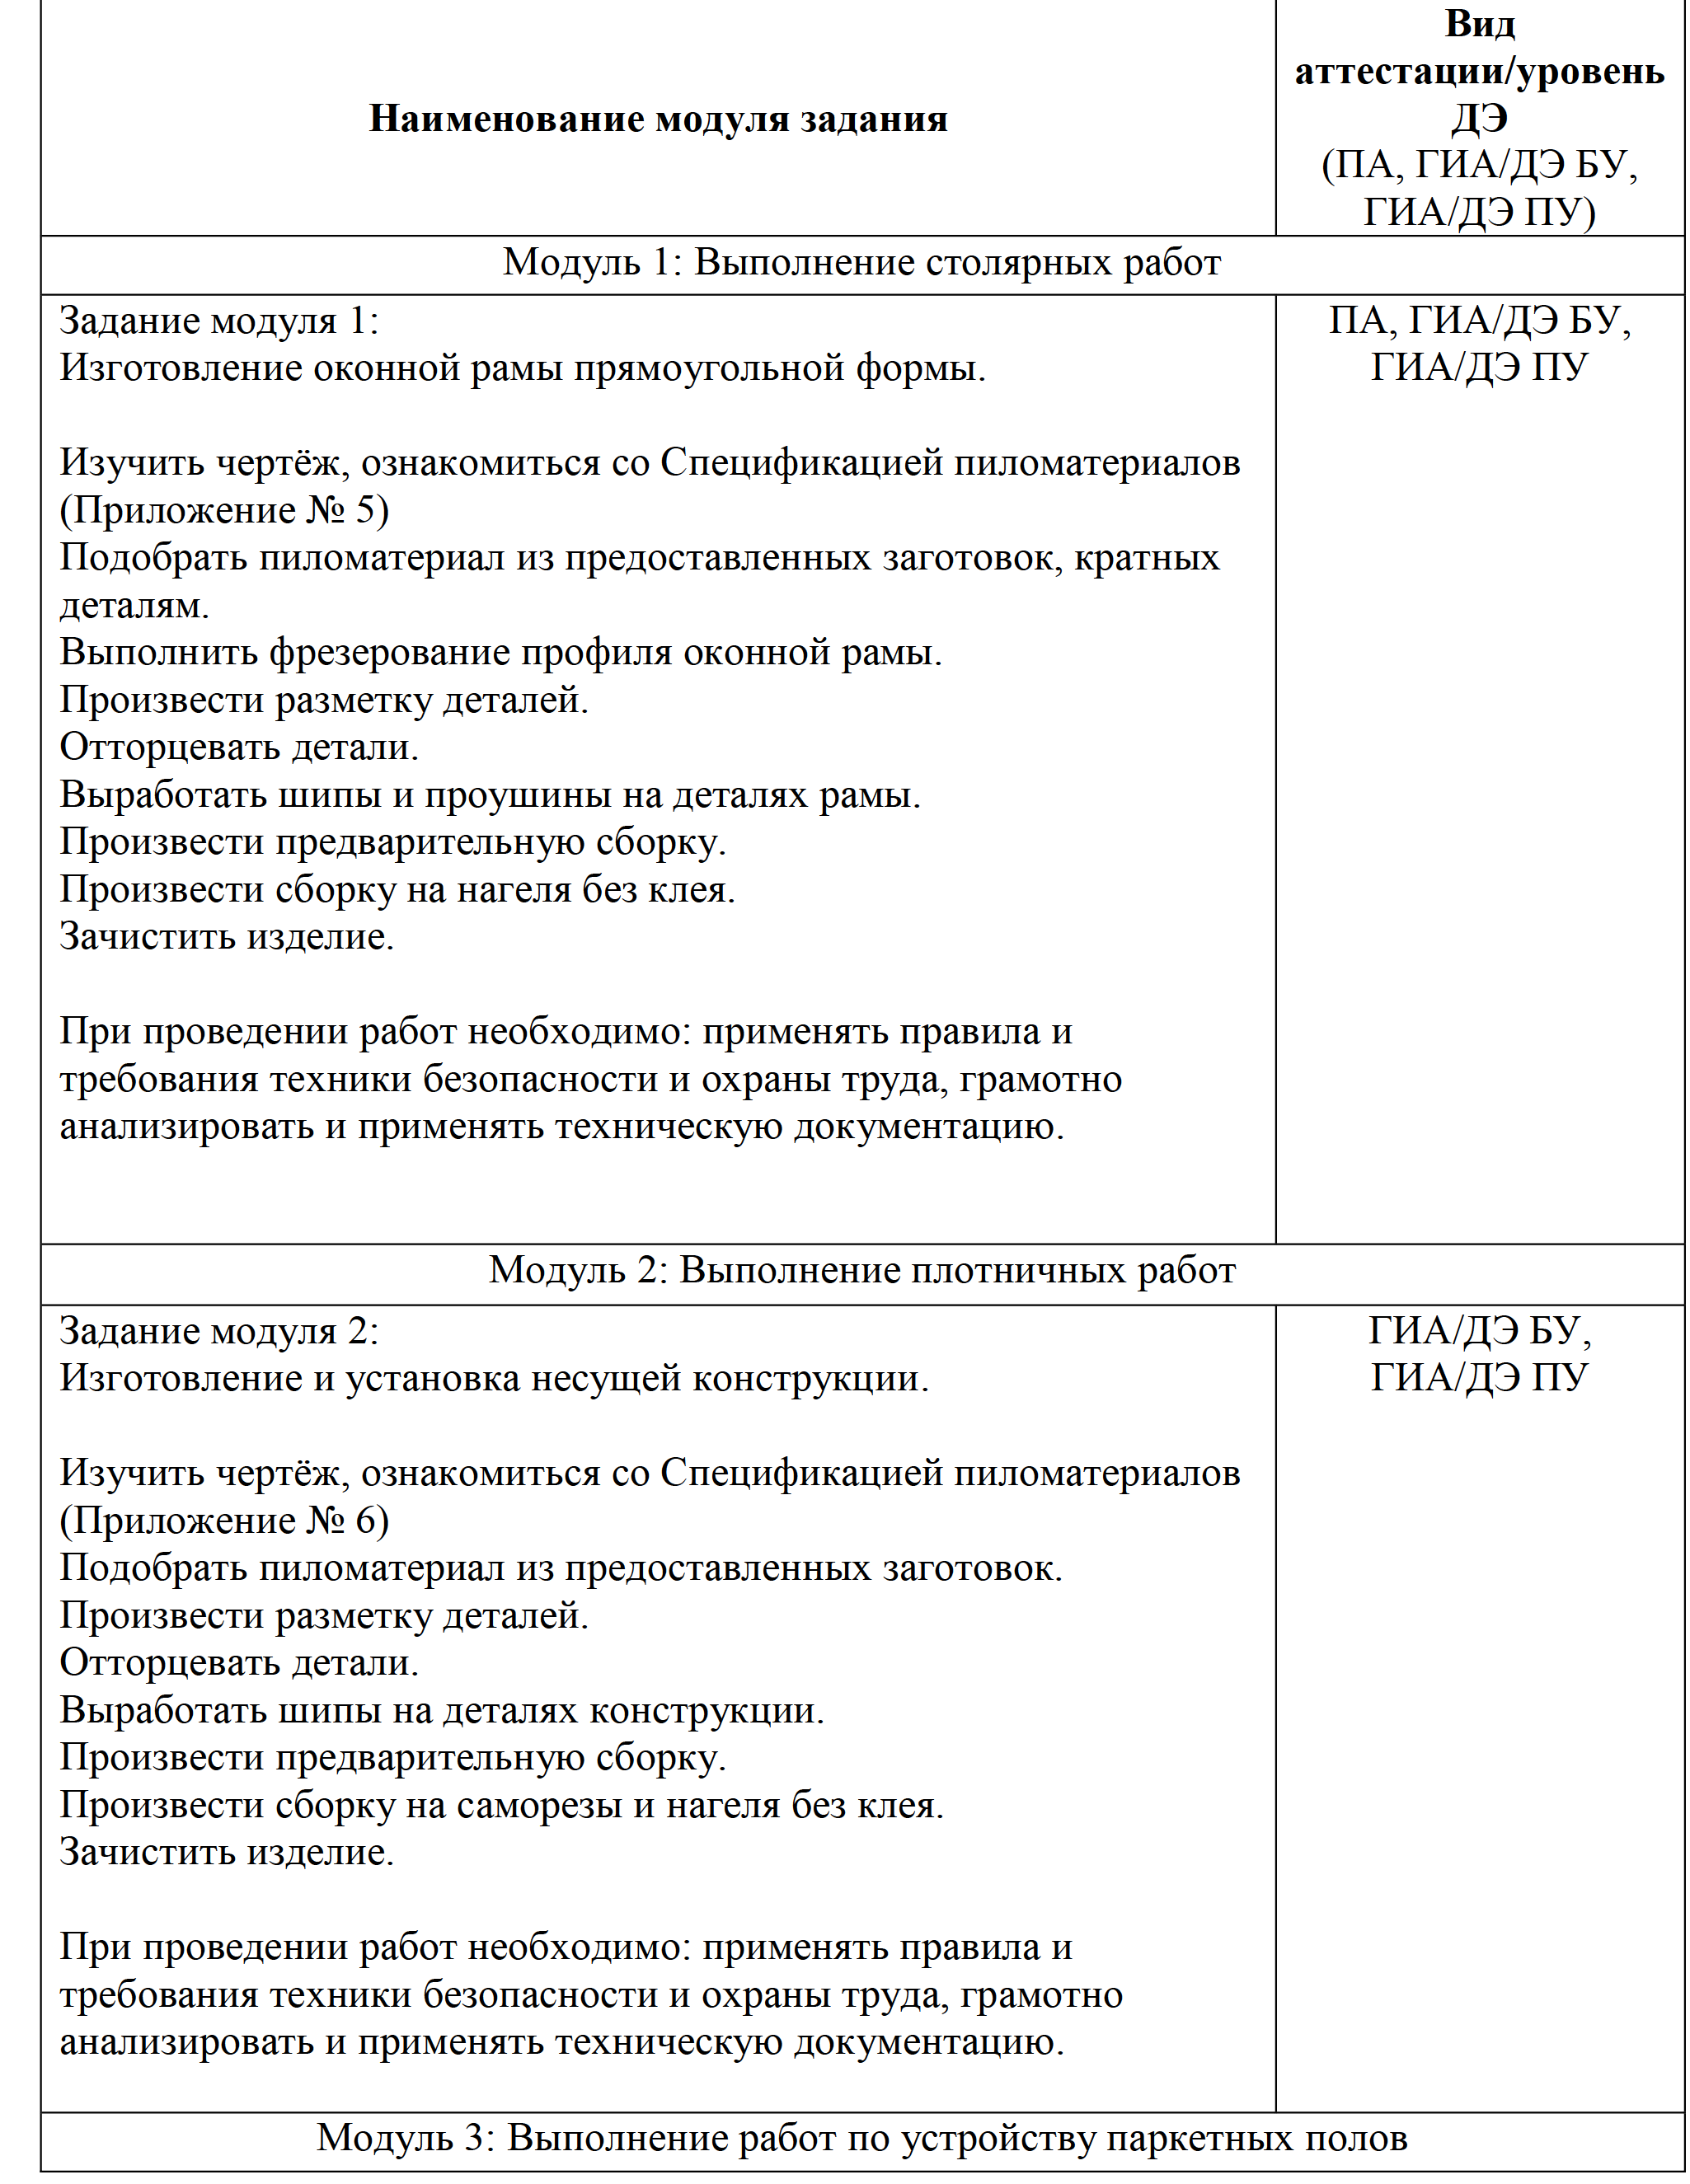 Наименование модуля задания
Вид
аттестации/уровень
ДЭ
(ПА, ГИА/ДЭ БУ,
ГИА/ДЭ ПУ)
Модуль 1: Выполнение столярных работ
Задание модуля 1:
Изготовление оконной рамы прямоугольной формы.
Изучить чертёж, ознакомиться со Спецификацией пиломатериалов
(Приложение № 5)
Подобрать пиломатериал из предоставленных заготовок, кратных
деталям.
Выполнить фрезерование профиля оконной рамы.
Произвести разметку деталей.
Отторцевать детали.
Выработать шипы и проушины на деталях рамы.
Произвести предварительную сборку.
Произвести сборку на нагеля без клея.
Зачистить изделие.
При проведении работ необходимо: применять правила и
требования техники безопасности и охраны труда, грамотно
анализировать и применять техническую документацию.
ПА, ГИА/ДЭ БУ,
ГИА/ДЭ ПУ
Модуль 2: Выполнение плотничных работ
Задание модуля 2:
Изготовление и установка несущей конструкции.
Изучить чертёж, ознакомиться со Спецификацией пиломатериалов
(Приложение № 6)
Подобрать пиломатериал из предоставленных заготовок.
Произвести разметку деталей.
Отторцевать детали.
Выработать шипы на деталях конструкции.
Произвести предварительную сборку.
Произвести сборку на саморезы и нагеля без клея.
Зачистить изделие.
При проведении работ необходимо: применять правила и
требования техники безопасности и охраны труда, грамотно
анализировать и применять техническую документацию.
ГИА/ДЭ БУ,
ГИА/ДЭ ПУ
Модуль 3: Выполнение работ по устройству паркетных полов